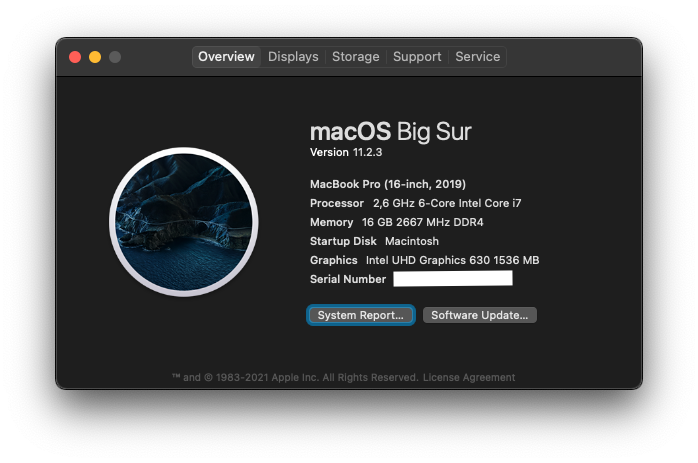 Overview Displays Storage Support Service
macOS Big Sur
Version 11.2.3
MacBook Pro (16-inch, 2019)
Processor 2,6 GHz 6-Core Intel Core i7
Memory 16 GB 2667 MHz DDR4
Startup Disk Macintosh
Graphics Intel UHD Graphics 630 1536 MB
Serial Number
System Report... Software Update...
™ and © 1983-2021 Apple Inc. All Rights Reserved. License Agreement